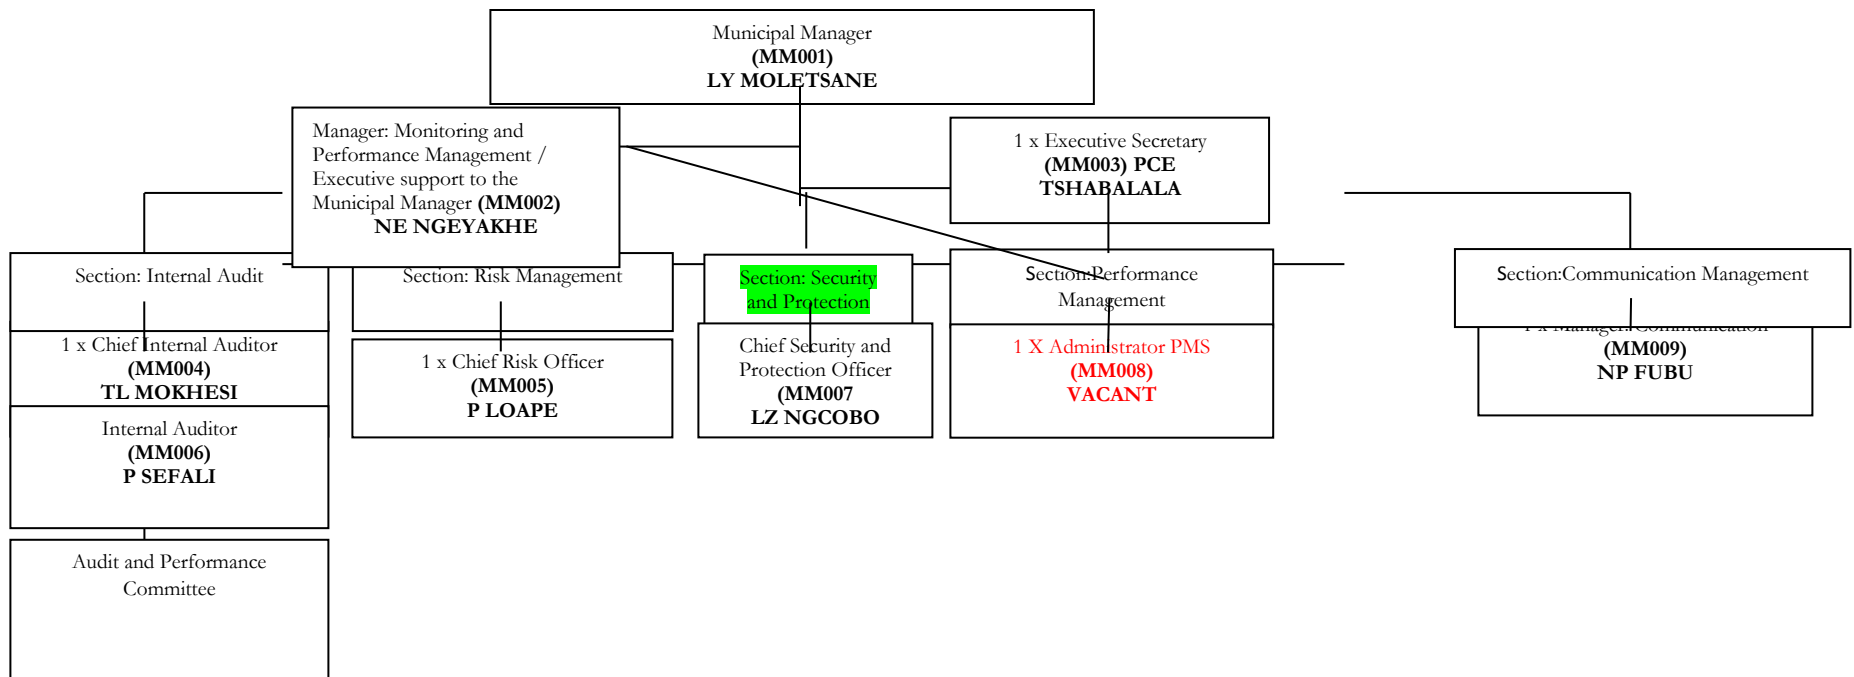 Municipal Manager
(MM001)
LY MOLETSANE
Manager: Monitoring and
Performance Management /
Executive support to the
Municipal Manager (MM002)
NE NGEYAKHE
1 x Executive Secretary
(MM003) PCE
TSHABALALA
Section: Internal Audit
Section: Risk Management
Section: Security
and Protection
Section:Performance
Management
Section:Communication Management
1 x Chief Internal Auditor
(MM004)
TL MOKHESI
1 x Chief Risk Officer
(MM005)
P LOAPE
Chief Security and
Protection Officer
(MM007
LZ NGCOBO
1 X Administrator PMS
(MM008)
VACANT
1 x Manager: Communication
(MM009)
NP FUBU
Internal Auditor
(MM006)
P SEFALI
Audit and Performance
Committee